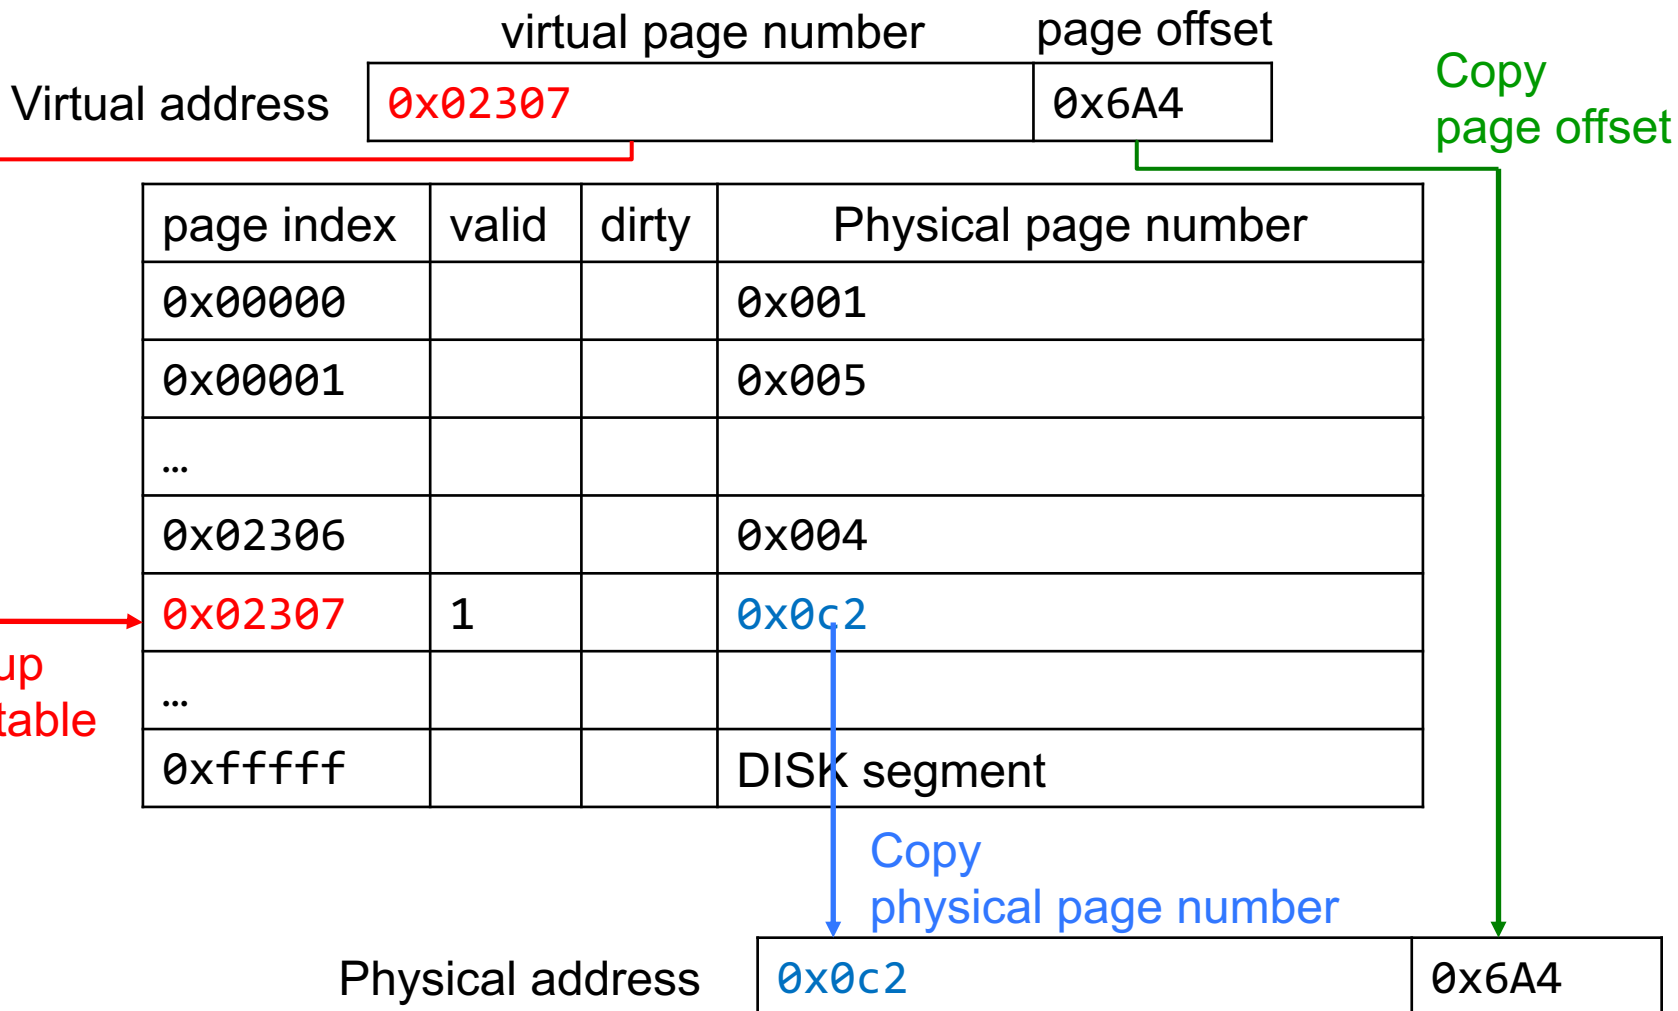 virtual page number page offset
Virtual address 0x02307 0x6A4
Copy
page offset
page index valid dirty Physical page number
0x00000 0x001
0x00001 0x005
…
0x02306 0x004
0x02307 1 0x0c2
up
table
…
0xfffff DISK segment
Copy
physical page number
Physical address 0x0c2 0x6A4